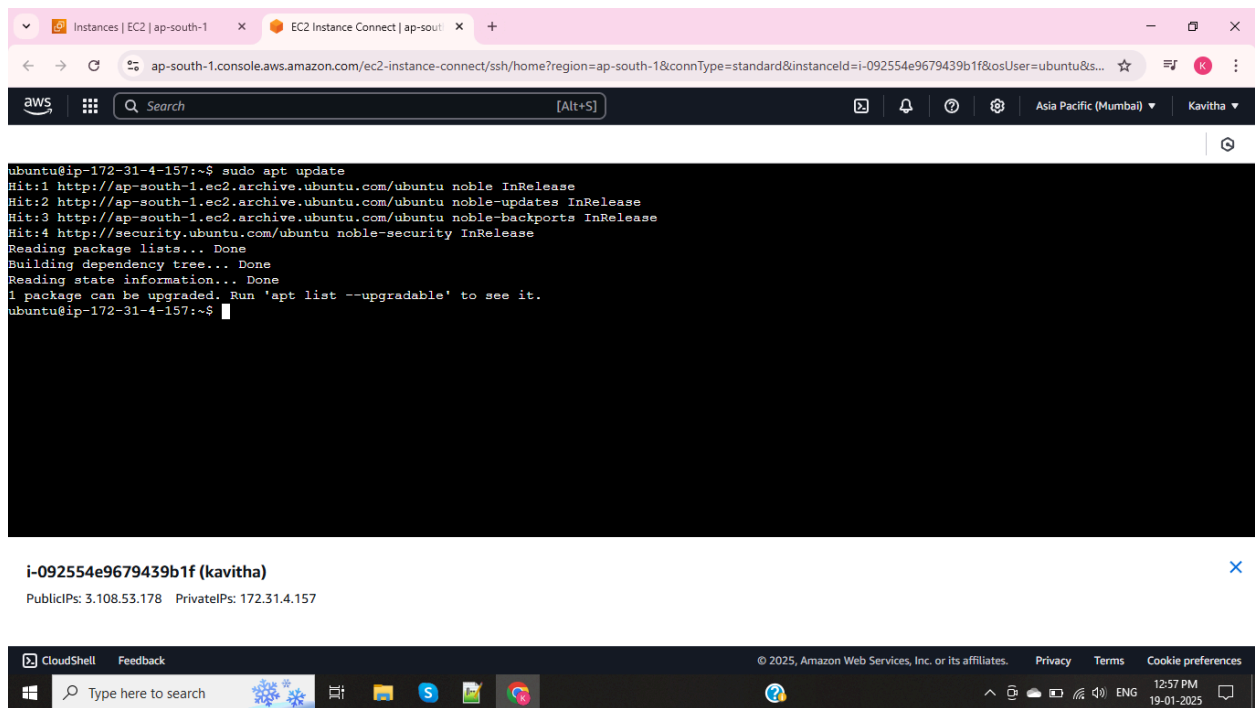 Instances | EC2 | ap-south-1
EC2 Instance Connect | ap-sout
ap-south-1.console.aws.amazon.com/ec2-instance-connect/ssh/home?region=ap-south-1&connType=standard&instanceId=i-092554e9679439b1f&osUser=ubuntu&s...
K
aws Search [Alt+S] Asia Pacific (Mumbai) Kavitha
ubuntu@ip-172-31-4-157:~$ sudo apt update
Hit:1 http://ap-south-1.ec2.archive.ubuntu.com/ubuntu noble InRelease
Hit:2 http://ap-south-1.ec2.archive.ubuntu.com/ubuntu noble-updates InRelease
Hit:3 http://ap-south-1.ec2.archive.ubuntu.com/ubuntu noble-backports InRelease
Hit:4 http://security.ubuntu.com/ubuntu noble-security InRelease
Reading package lists... Done
Building dependency tree... Done
Reading state information... Done
1 package can be upgraded. Run 'apt list --upgradable' to see it.
ubuntu@ip-172-31-4-157:~$
i-092554e9679439b1f (kavitha)
PublicIPs: 3.108.53.178 PrivateIPs: 172.31.4.157
CloudShell Feedback © 2025, Amazon Web Services, Inc. or its affiliates. Privacy Terms Cookie preferences
Type here to search
ENG
12:57 PM
19-01-2025